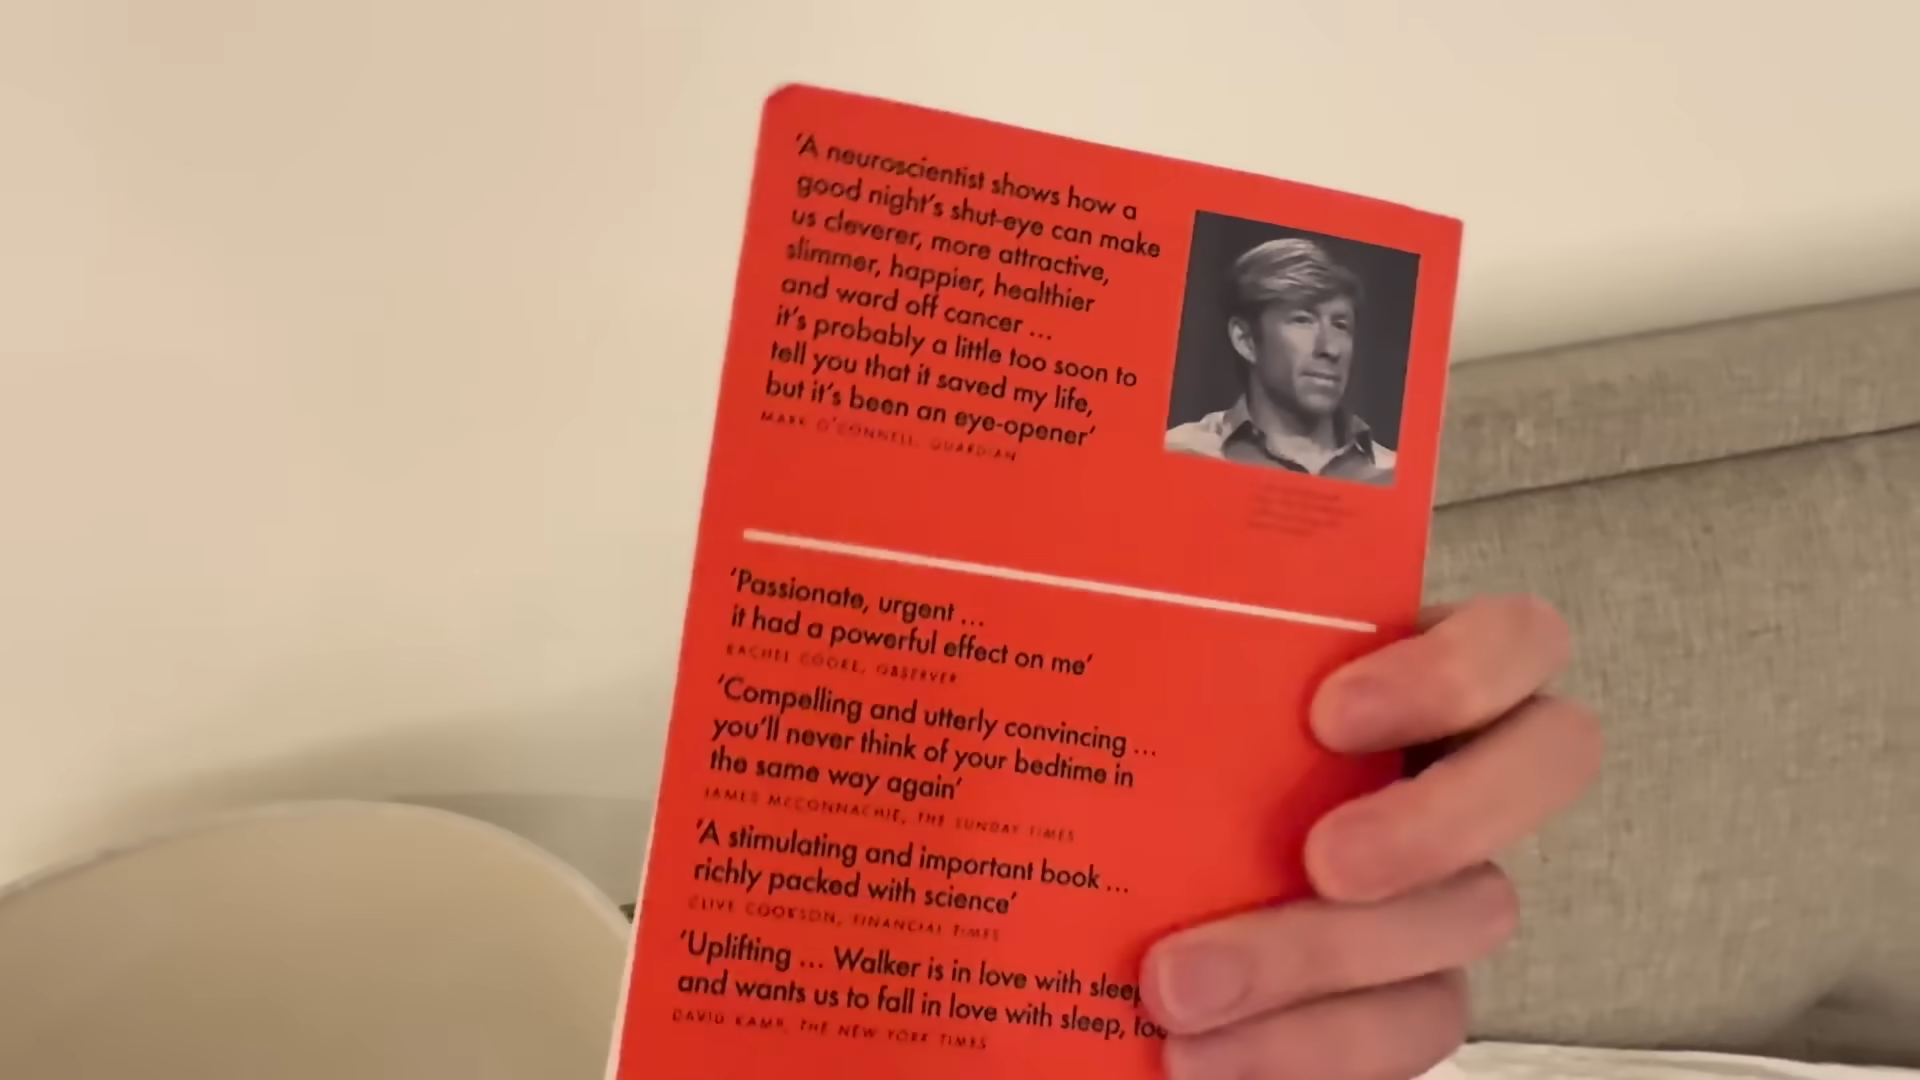 ‘A neuroscientist shows how a
good night’s shut-eye can make
us cleverer, more attractive,
slimmer, happier, healthier
and ward off cancer ...
it’s probably a little too soon to
tell you that it saved my life,
but it’s been an eye-opener’
MARK O’CONNELL, GUARDIAN
‘Passionate, urgent ...
it had a powerful effect on me’
RACHEL COOKE, OBSERVER
‘Compelling and utterly convincing ...
you’ll never think of your bedtime in
the same way again’
JAMES MCCONNACHIE, THE SUNDAY TIMES
‘A stimulating and important book ...
richly packed with science’
CLIVE COOKSON, FINANCIAL TIMES
‘Uplifting ... Walker is in love with sleep
and wants us to fall in love with sleep, too
DAVID KAMP, THE NEW YORK TIMES